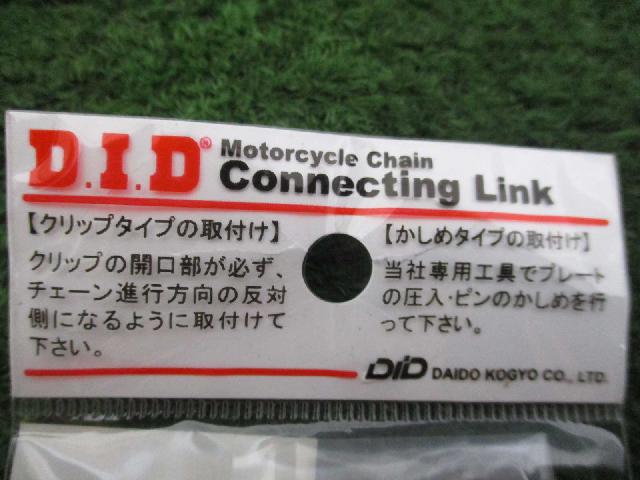 D.I.D® Motorcycle Chain
Connecting Link
【クリップタイプの取付け】
クリップの開口部が必ず、
チェーン進行方向の反対
側になるように取付けて
下さい。
【かしめタイプの取付け】
当社専用工具でプレート
の圧入・ピンのかしめを行
って下さい。
DID DAIDO KOGYO CO., LTD.